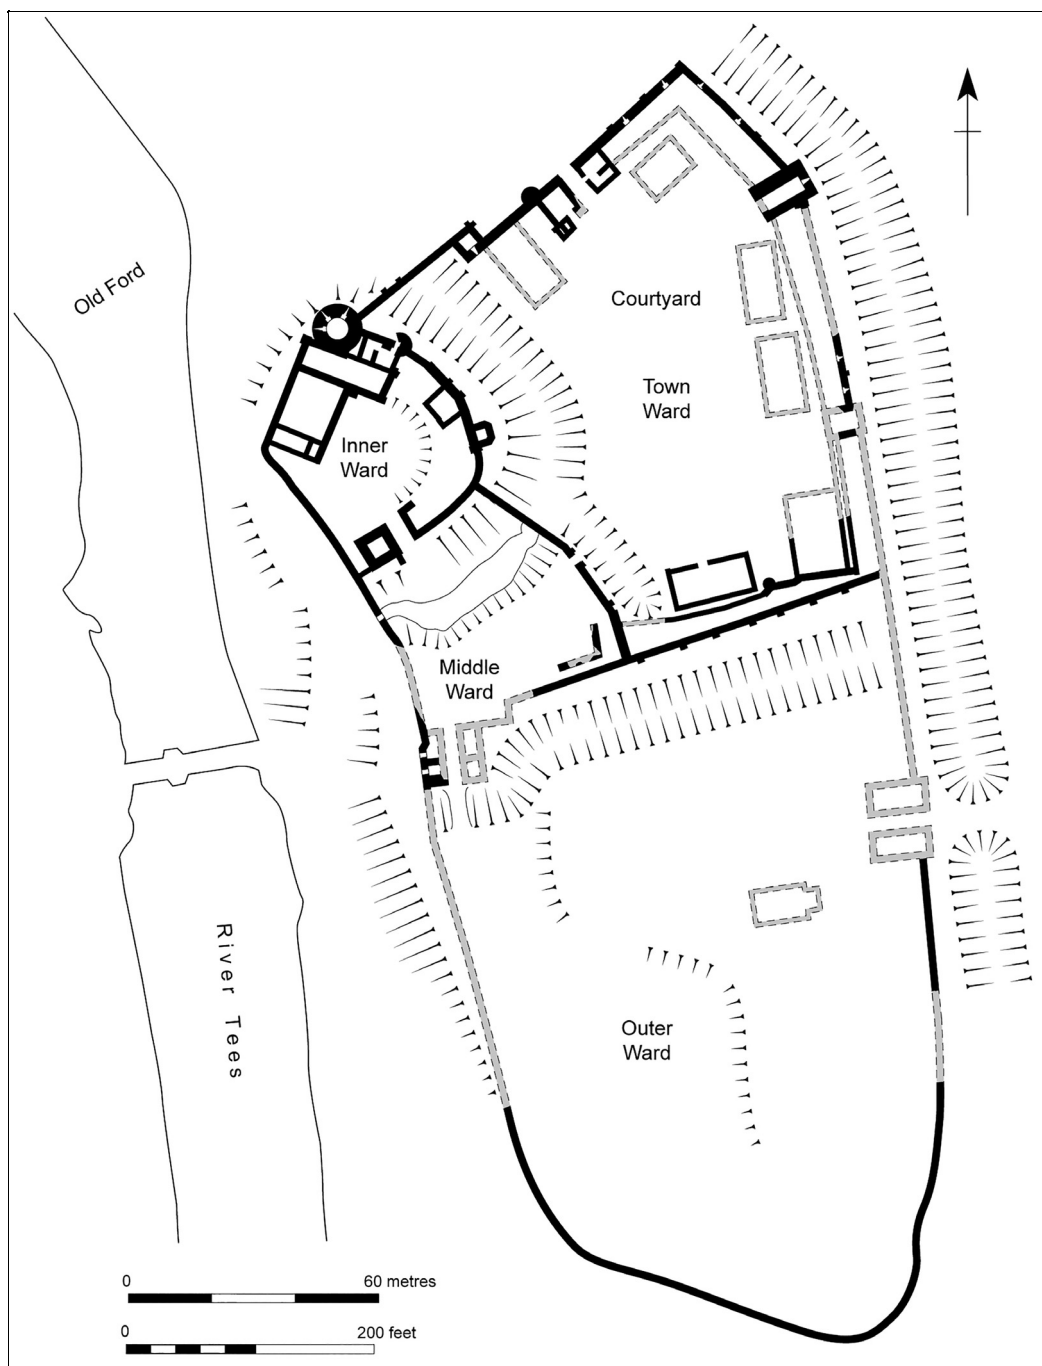 Old Ford
Courtyard
Town
Ward
Inner
Ward
Middle
Ward
River Tees
Outer
Ward
0 60 metres
0 200 feet